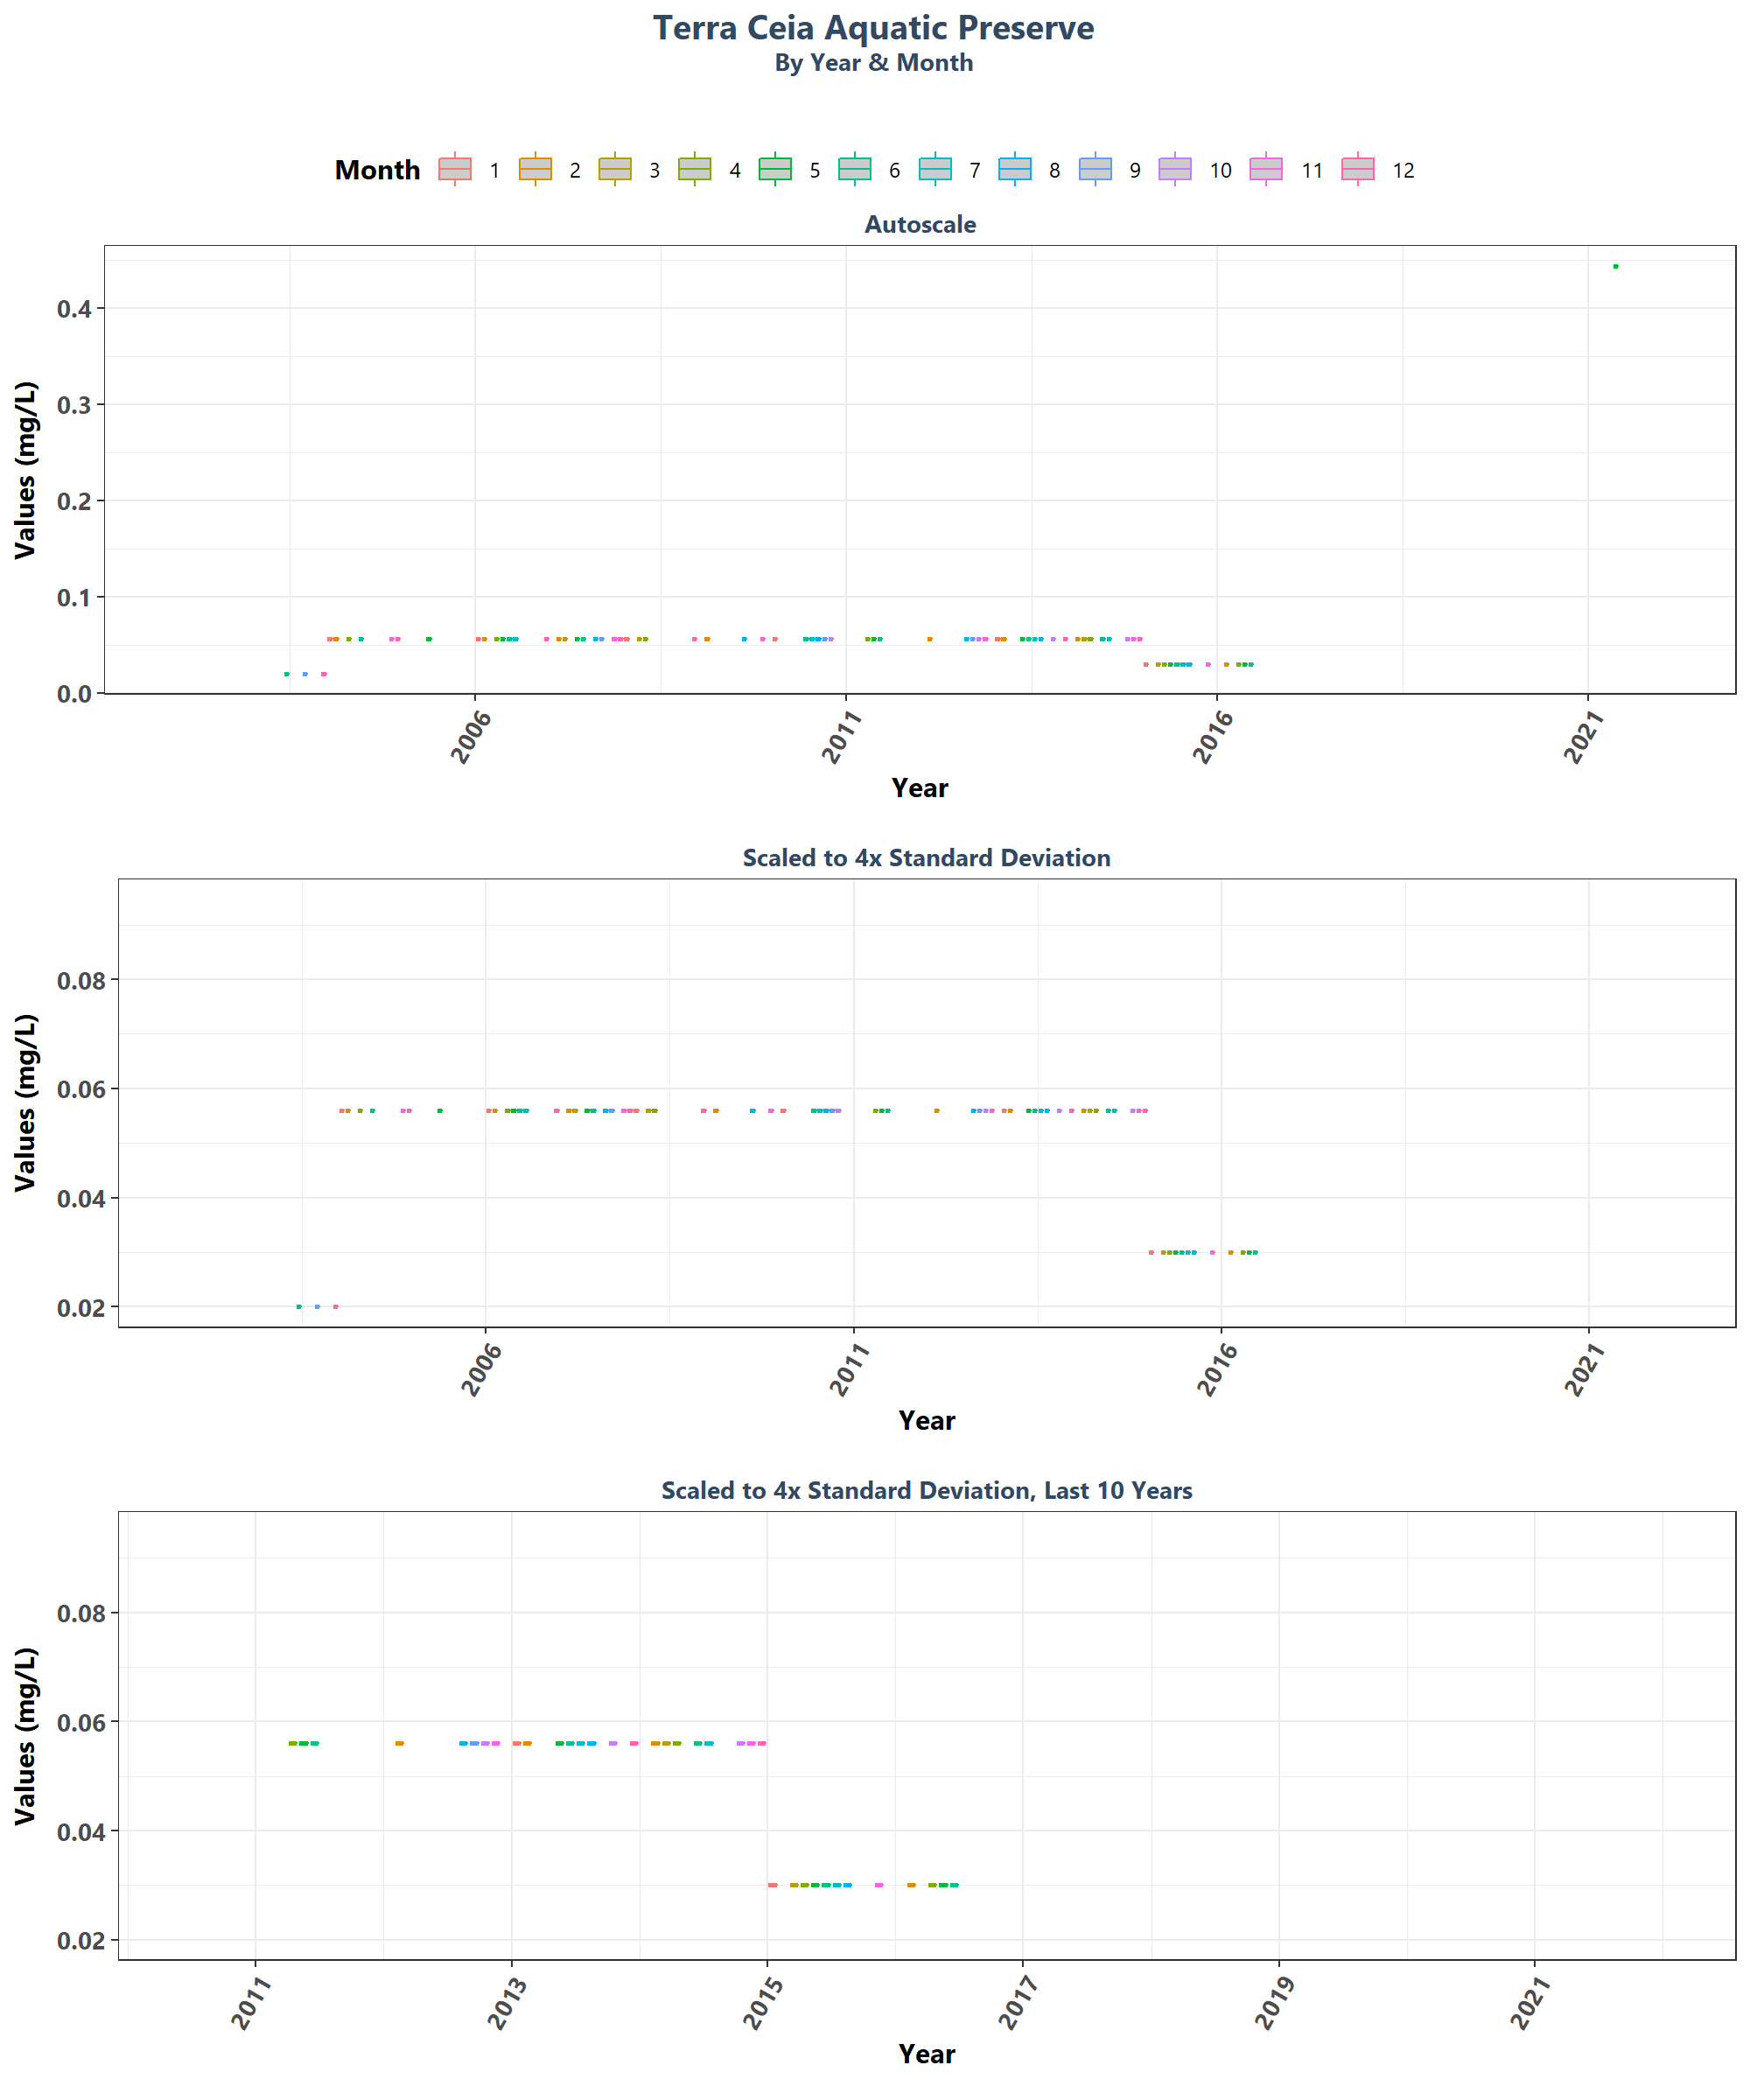 Terra Ceia Aquatic Preserve
By Year & Month
Month 1 2 3 4 5 6 7 8 9 10 11 12
Autoscale
Values (mg/L)
0.4
0.3
0.2
0.1
0.0
2006 2011 2016 2021
Year
Scaled to 4x Standard Deviation
Values (mg/L)
0.08
0.06
0.04
0.02
2006 2011 2016 2021
Year
Scaled to 4x Standard Deviation, Last 10 Years
Values (mg/L)
0.08
0.06
0.04
0.02
2011 2013 2015 2017 2019 2021
Year